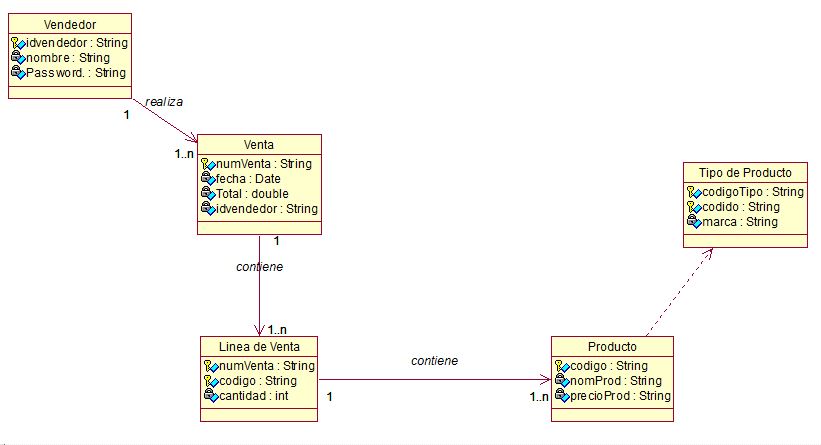 Vendedor
idvendedor : String
nombre : String
Password. : String
realiza
1
1..n
Venta
numVenta : String
fecha : Date
Total : double
idvendedor : String
1
contiene
1..n
Linea de Venta
numVenta : String
codigo : String
cantidad : int
contiene
1
1..n
Producto
codigo : String
nomProd : String
precioProd : String
Tipo de Producto
codigoTipo : String
codido : String
marca : String